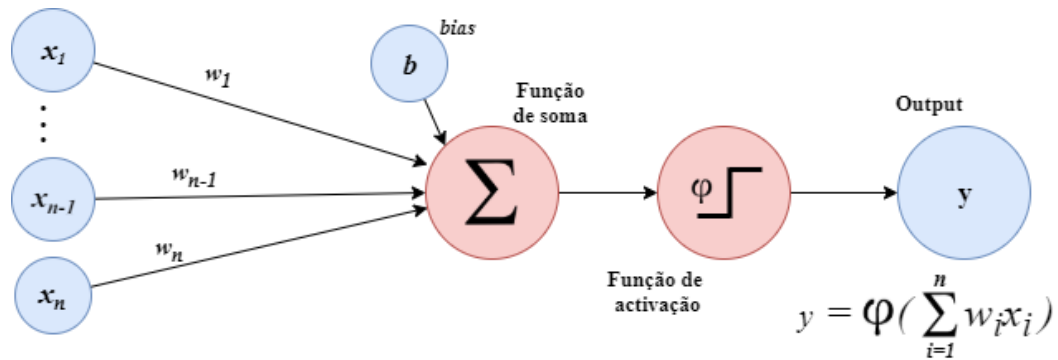 x1
w1
bias
b
Função
de soma
Output
⋮
xn-1
wn-1
∑
φ
y
xn
wn
Função de
activação
y = φ( ∑ i=1 n wixi )